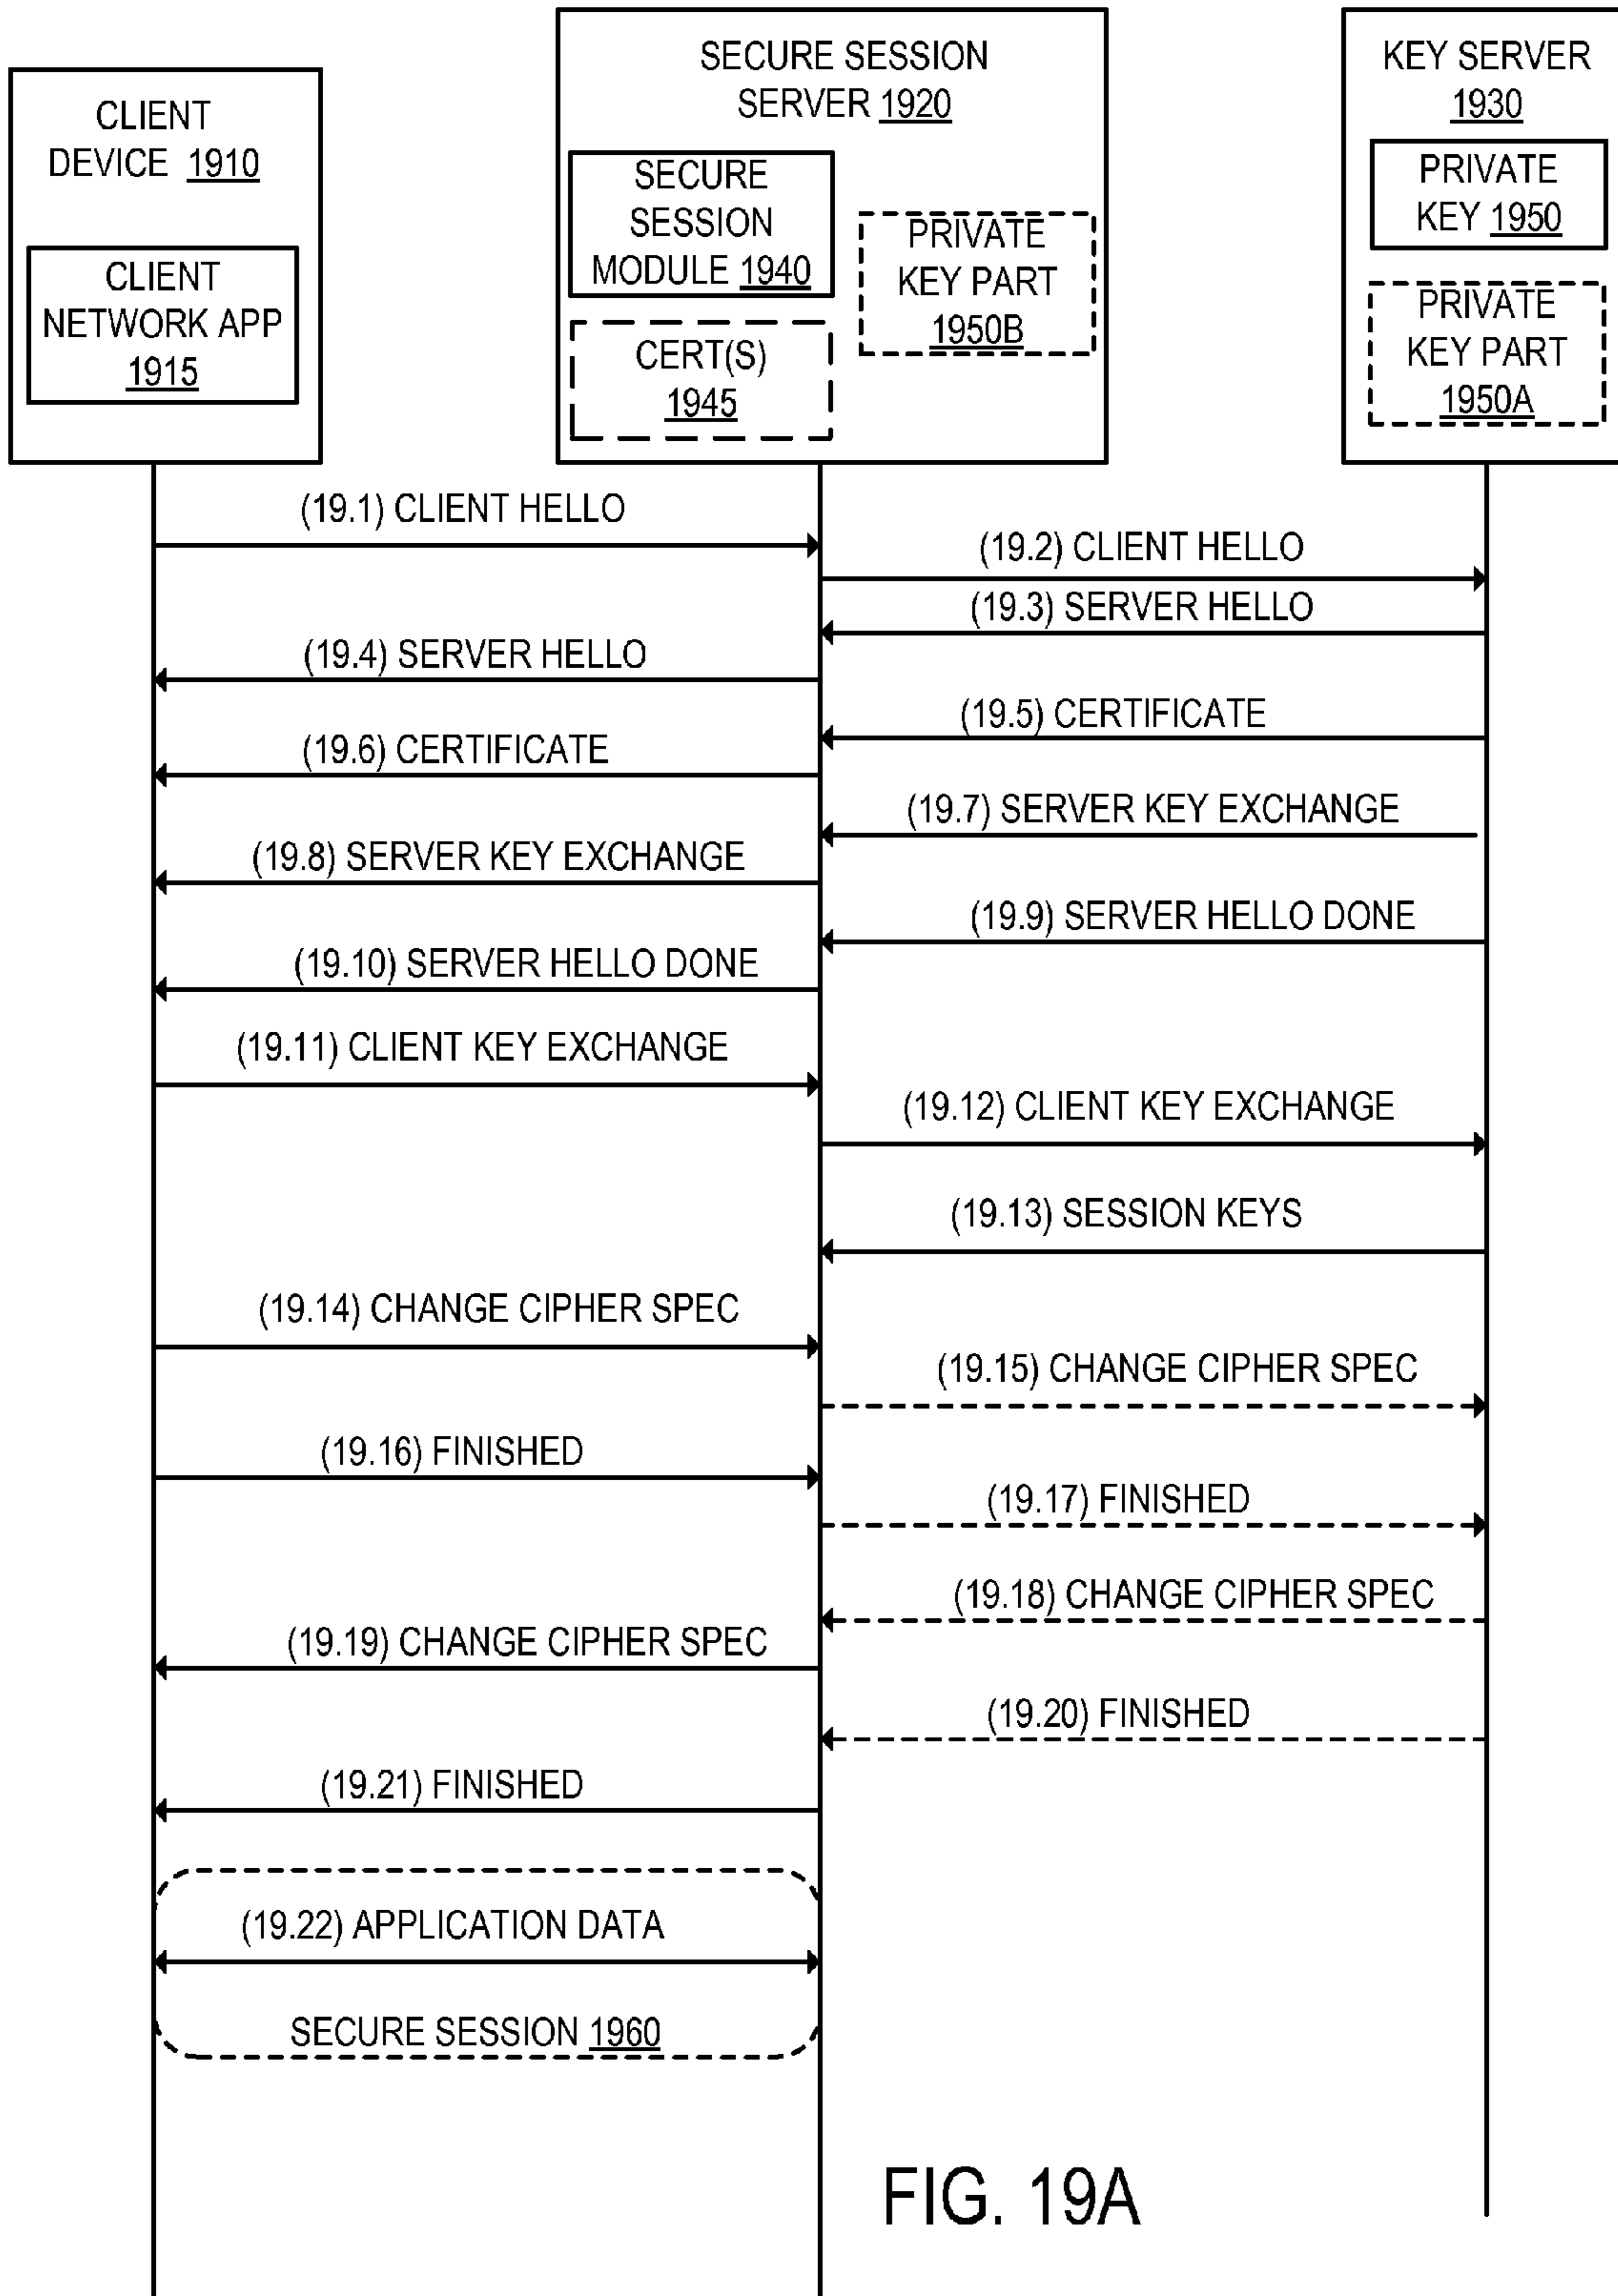 CLIENT
DEVICE 1910
CLIENT
NETWORK APP
1915
SECURE SESSION
SERVER 1920
SECURE
SESSION
MODULE 1940
CERT(S)
1945
PRIVATE
KEY PART
1950B
KEY SERVER
1930
PRIVATE
KEY 1950
PRIVATE
KEY PART
1950A
(19.1) CLIENT HELLO
(19.2) CLIENT HELLO
(19.3) SERVER HELLO
(19.4) SERVER HELLO
(19.5) CERTIFICATE
(19.6) CERTIFICATE
(19.7) SERVER KEY EXCHANGE
(19.8) SERVER KEY EXCHANGE
(19.9) SERVER HELLO DONE
(19.10) SERVER HELLO DONE
(19.11) CLIENT KEY EXCHANGE
(19.12) CLIENT KEY EXCHANGE
(19.13) SESSION KEYS
(19.14) CHANGE CIPHER SPEC
(19.15) CHANGE CIPHER SPEC
(19.16) FINISHED
(19.17) FINISHED
(19.18) CHANGE CIPHER SPEC
(19.19) CHANGE CIPHER SPEC
(19.20) FINISHED
(19.21) FINISHED
(19.22) APPLICATION DATA
SECURE SESSION 1960
FIG. 19A